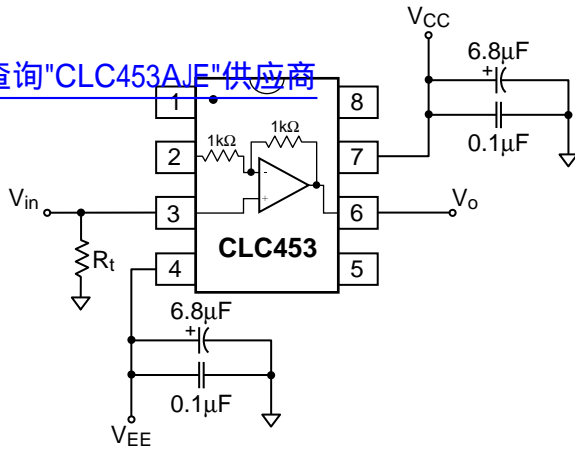 查询"CLC453AJE"供应商
VCC
6.8μF
+
0.1μF
1
8
1kΩ
1kΩ
2
7
-
+
Vin
3
6
Vo
Rt
CLC453
4
5
6.8μF
+
0.1μF
VEE